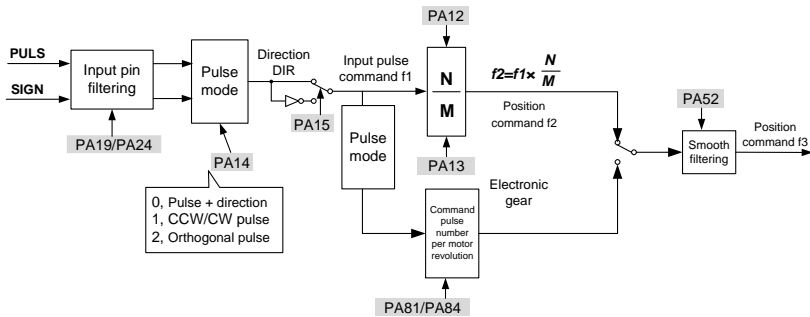 PULS
SIGN
Input pin
filtering
PA19/PA24
Pulse
mode
PA14
0, Pulse + direction
1, CCW/CW pulse
2, Orthogonal pulse
Direction
DIR
PA15
Input pulse
command f1
Pulse
mode
PA12
N
M
PA13
f2=f1× N
M
Position
command f2
Electronic
gear
Command
pulse
number
per motor
revolution
PA81/PA84
PA52
Smooth
filtering
Position
command f3